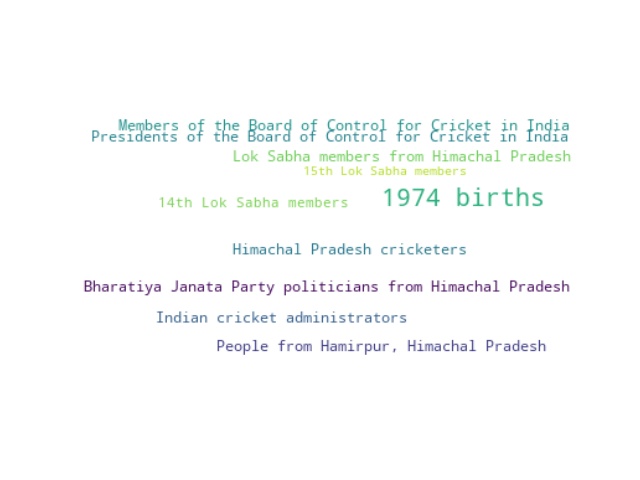 Members of the Board of Control for Cricket in India
Presidents of the Board of Control for Cricket in India
Lok Sabha members from Himachal Pradesh
15th Lok Sabha members
14th Lok Sabha members
1974 births
Himachal Pradesh cricketers
Bharatiya Janata Party politicians from Himachal Pradesh
Indian cricket administrators
People from Hamirpur, Himachal Pradesh